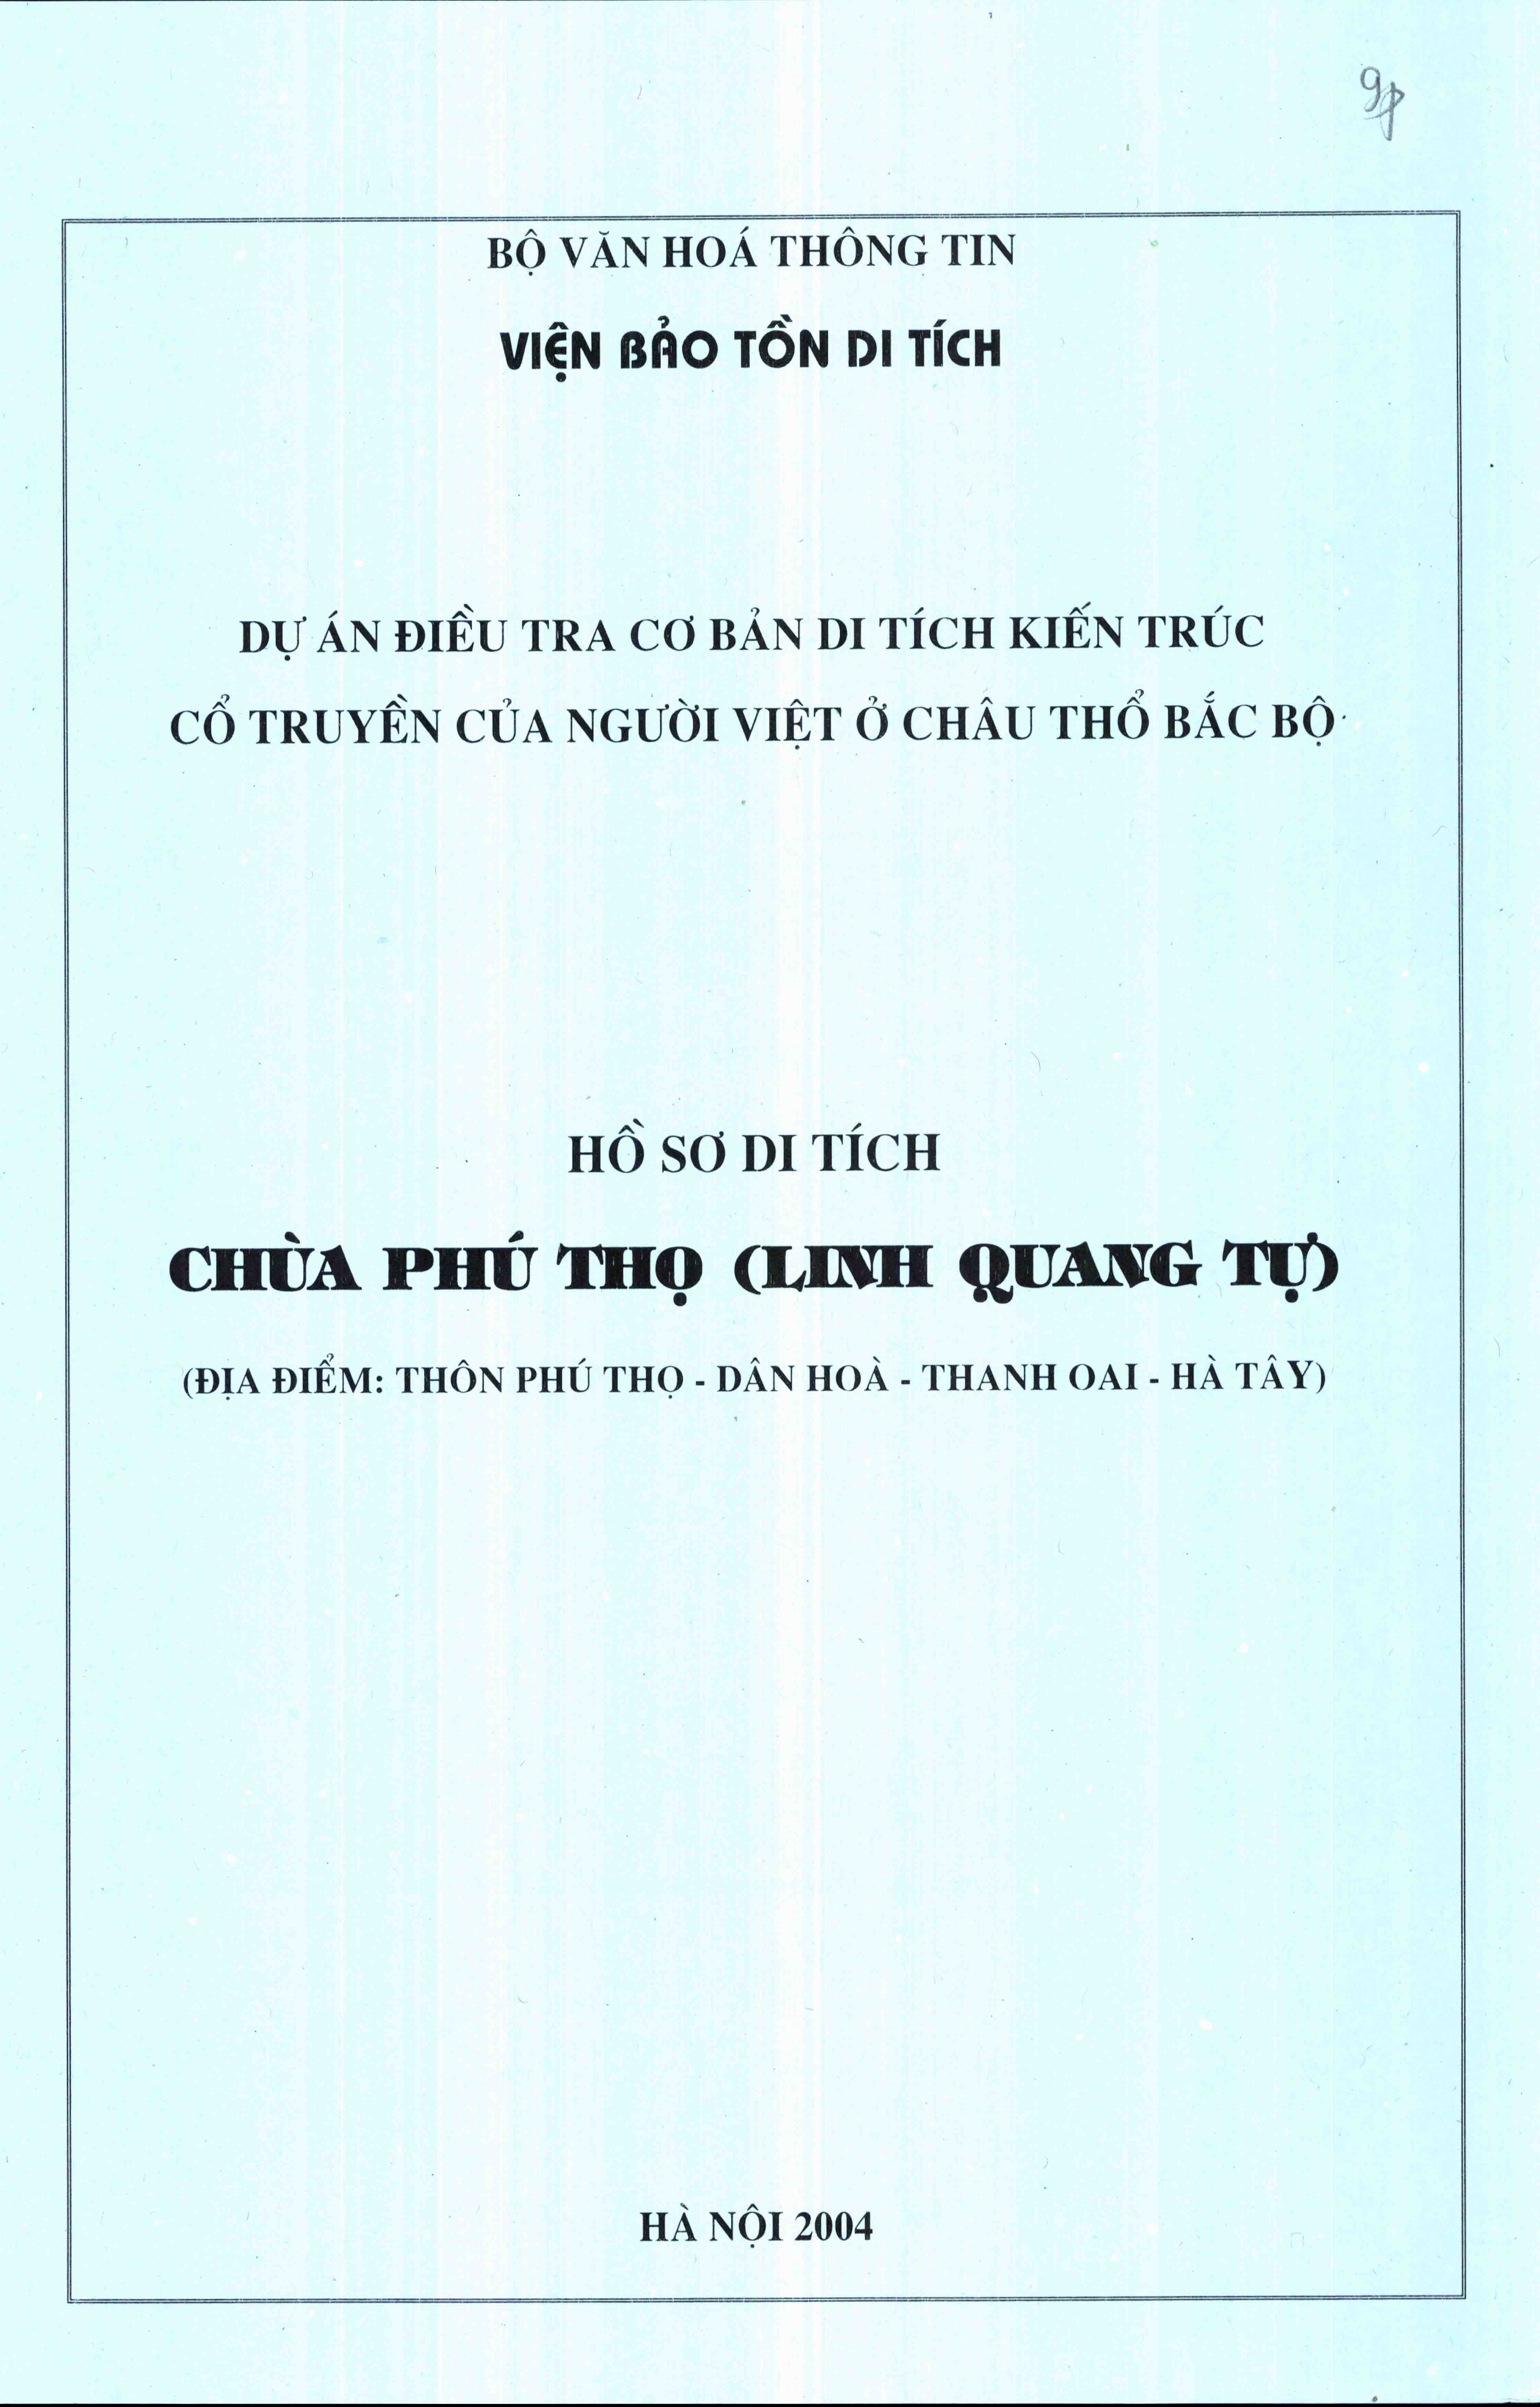 BỘ VĂN HOÁ THÔNG TIN
VIỆN BẢO TỒN DI TÍCH
DỰ ÁN ĐIỀU TRA CƠ BẢN DI TÍCH KIẾN TRÚC
CỔ TRUYỀN CỦA NGƯỜI VIỆT Ở CHÂU THỔ BẮC BỘ
HỒ SƠ DI TÍCH
CHÙA PHÚ THỌ (LINH QUANG TỰ)
(ĐỊA ĐIỂM: THÔN PHÚ THỌ - DÂN HOÀ - THANH OAI - HÀ TÂY)
HÀ NỘI 2004